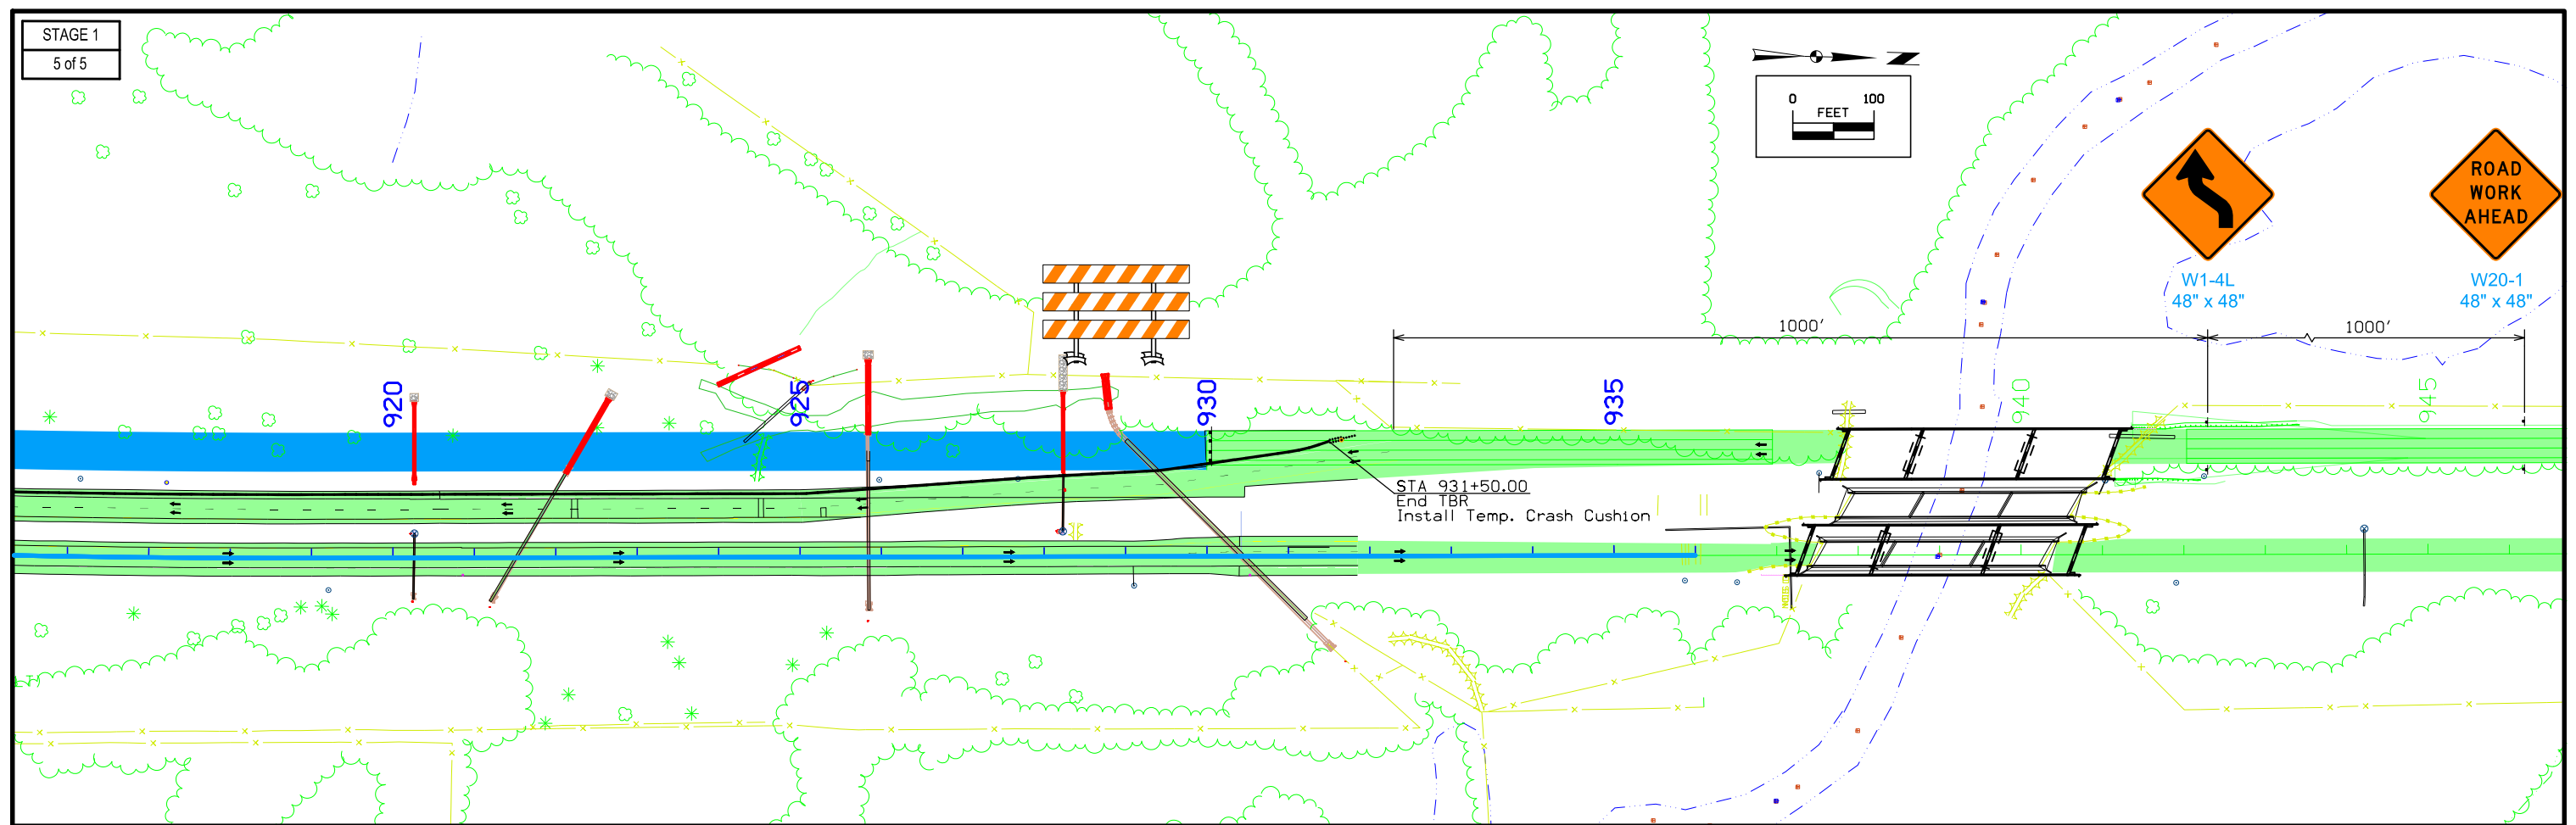 STAGE 1
5 of 5
0 100
FEET
ROAD
WORK
AHEAD
W1-4L
48" x 48"
W20-1
48" x 48"
1000'
1000'
920
925
930
935
940
945
STA 931+50.00
End TBR
Install Temp. Crash Cushion